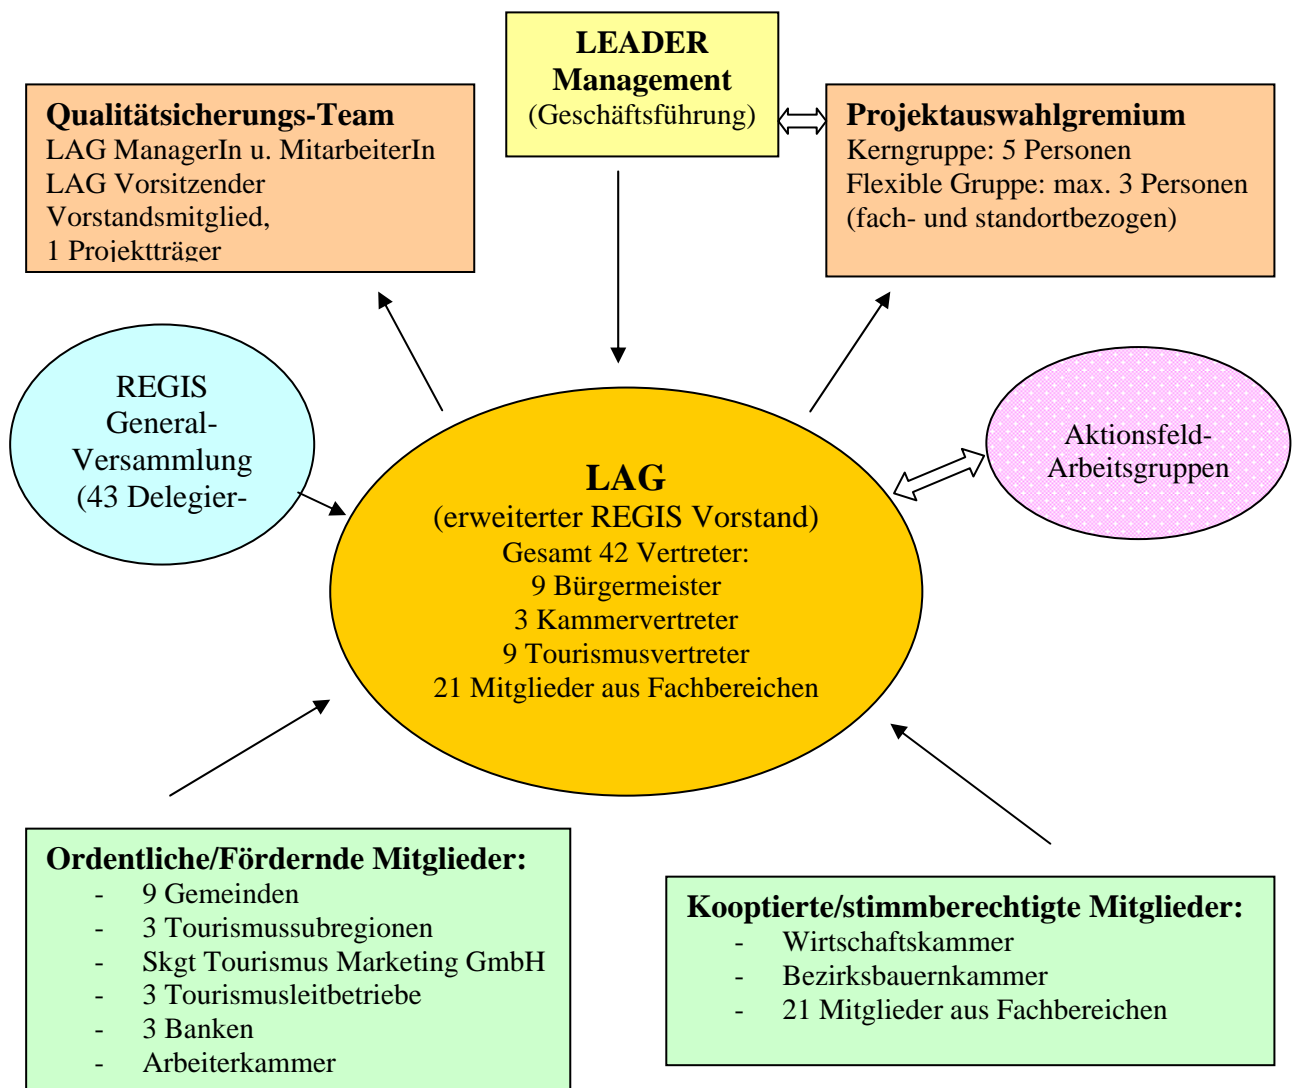 LEADER
Management
(Geschäftsführung)
Qualitätsicherungs-Team
LAG ManagerIn u. MitarbeiterIn
LAG Vorsitzender
Vorstandsmitglied,
1 Projektträger
Projektauswahlgremium
Kerngruppe: 5 Personen
Flexible Gruppe: max. 3 Personen
(fach- und standortbezogen)
REGIS
General-
Versammlung
(43 Delegier-
Aktionsfeld-
Arbeitsgruppen
LAG
(erweiterter REGIS Vorstand)
Gesamt 42 Vertreter:
9 Bürgermeister
3 Kammervertreter
9 Tourismusvertreter
21 Mitglieder aus Fachbereichen
Ordentliche/Fördernde Mitglieder:
- 9 Gemeinden
- 3 Tourismussubregionen
- Skgt Tourismus Marketing GmbH
- 3 Tourismusleitbetriebe
- 3 Banken
- Arbeiterkammer
Kooptierte/stimmberechtigte Mitglieder:
- Wirtschaftskammer
- Bezirksbauernkammer
- 21 Mitglieder aus Fachbereichen